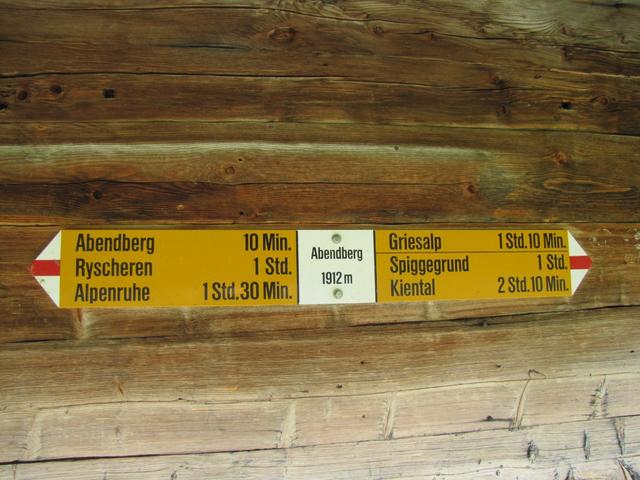 Abendberg 10 Min.
Ryscheren 1 Std.
Alpenruhe 1 Std.30 Min.
Abendberg
1912 m
Griesalp 1 Std.10 Min.
Spiggegrund 1 Std.
Kiental 2 Std.10 Min.